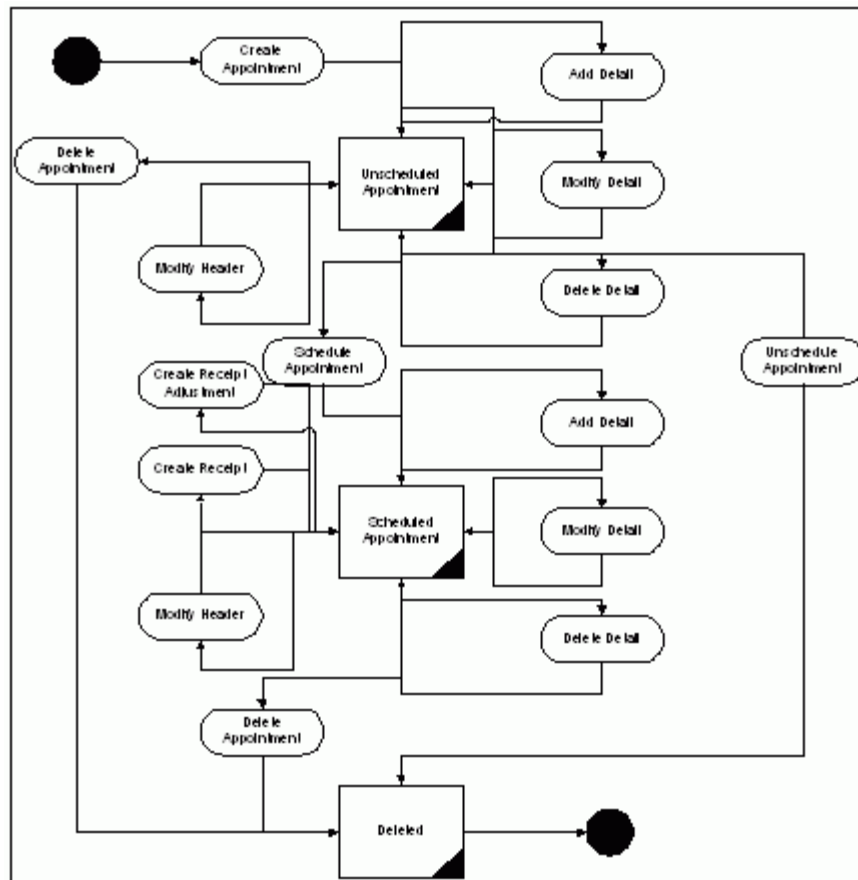 Create
Appointment
Add Detail
Delete
Appointment
Unscheduled
Appointment
Modify Detail
Modify Header
Delete Detail
Schedule
Appointment
Unschedule
Appointment
Create Receipt
Adjustment
Add Detail
Create Receipt
Scheduled
Appointment
Modify Detail
Modify Header
Delete Detail
Delete
Appointment
Deleted